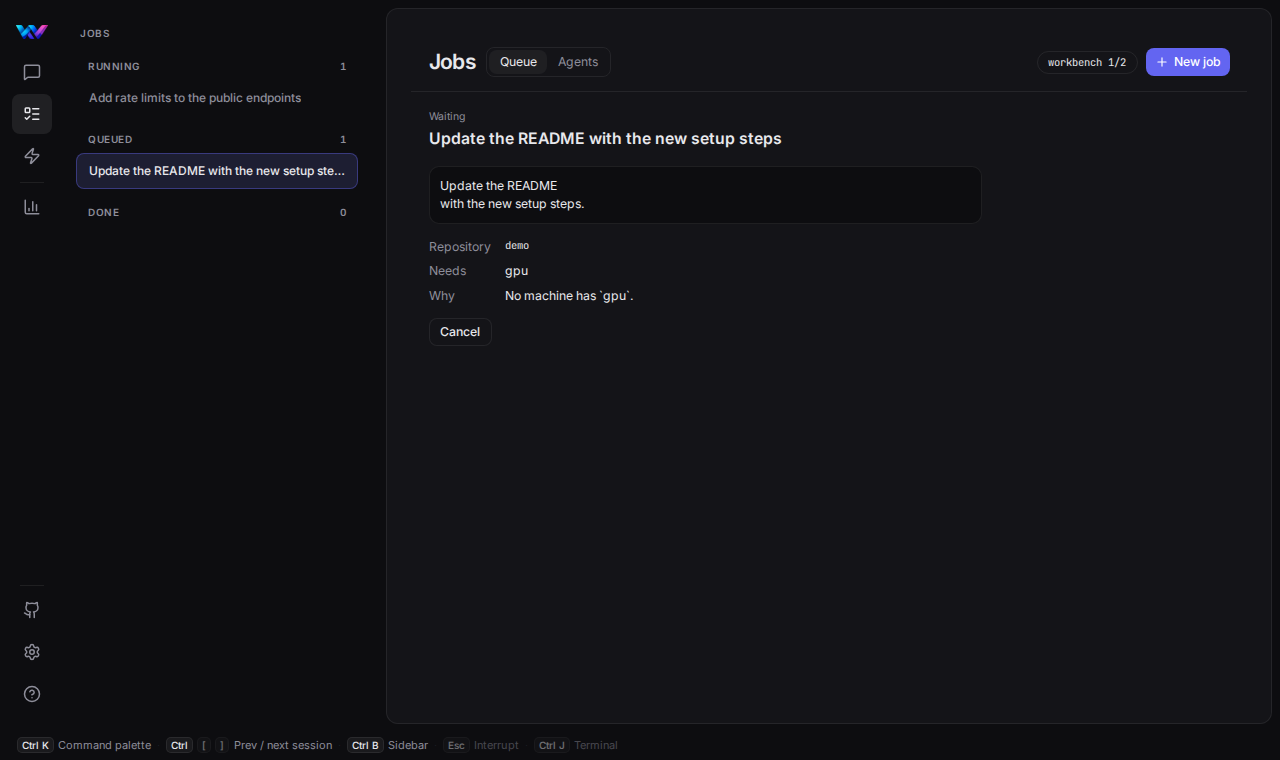 JOBS
RUNNING 1
Add rate limits to the public endpoints
QUEUED 1
Update the README with the new setup ste...
DONE 0
Jobs Queue Agents workbench 1/2 New job
Waiting
Update the README with the new setup steps
Update the README
with the new setup steps.
Repository demo
Needs gpu
Why No machine has `gpu`.
Cancel
Ctrl K Command palette Ctrl [ ] Prev / next session Ctrl B Sidebar Esc Interrupt Ctrl J Terminal